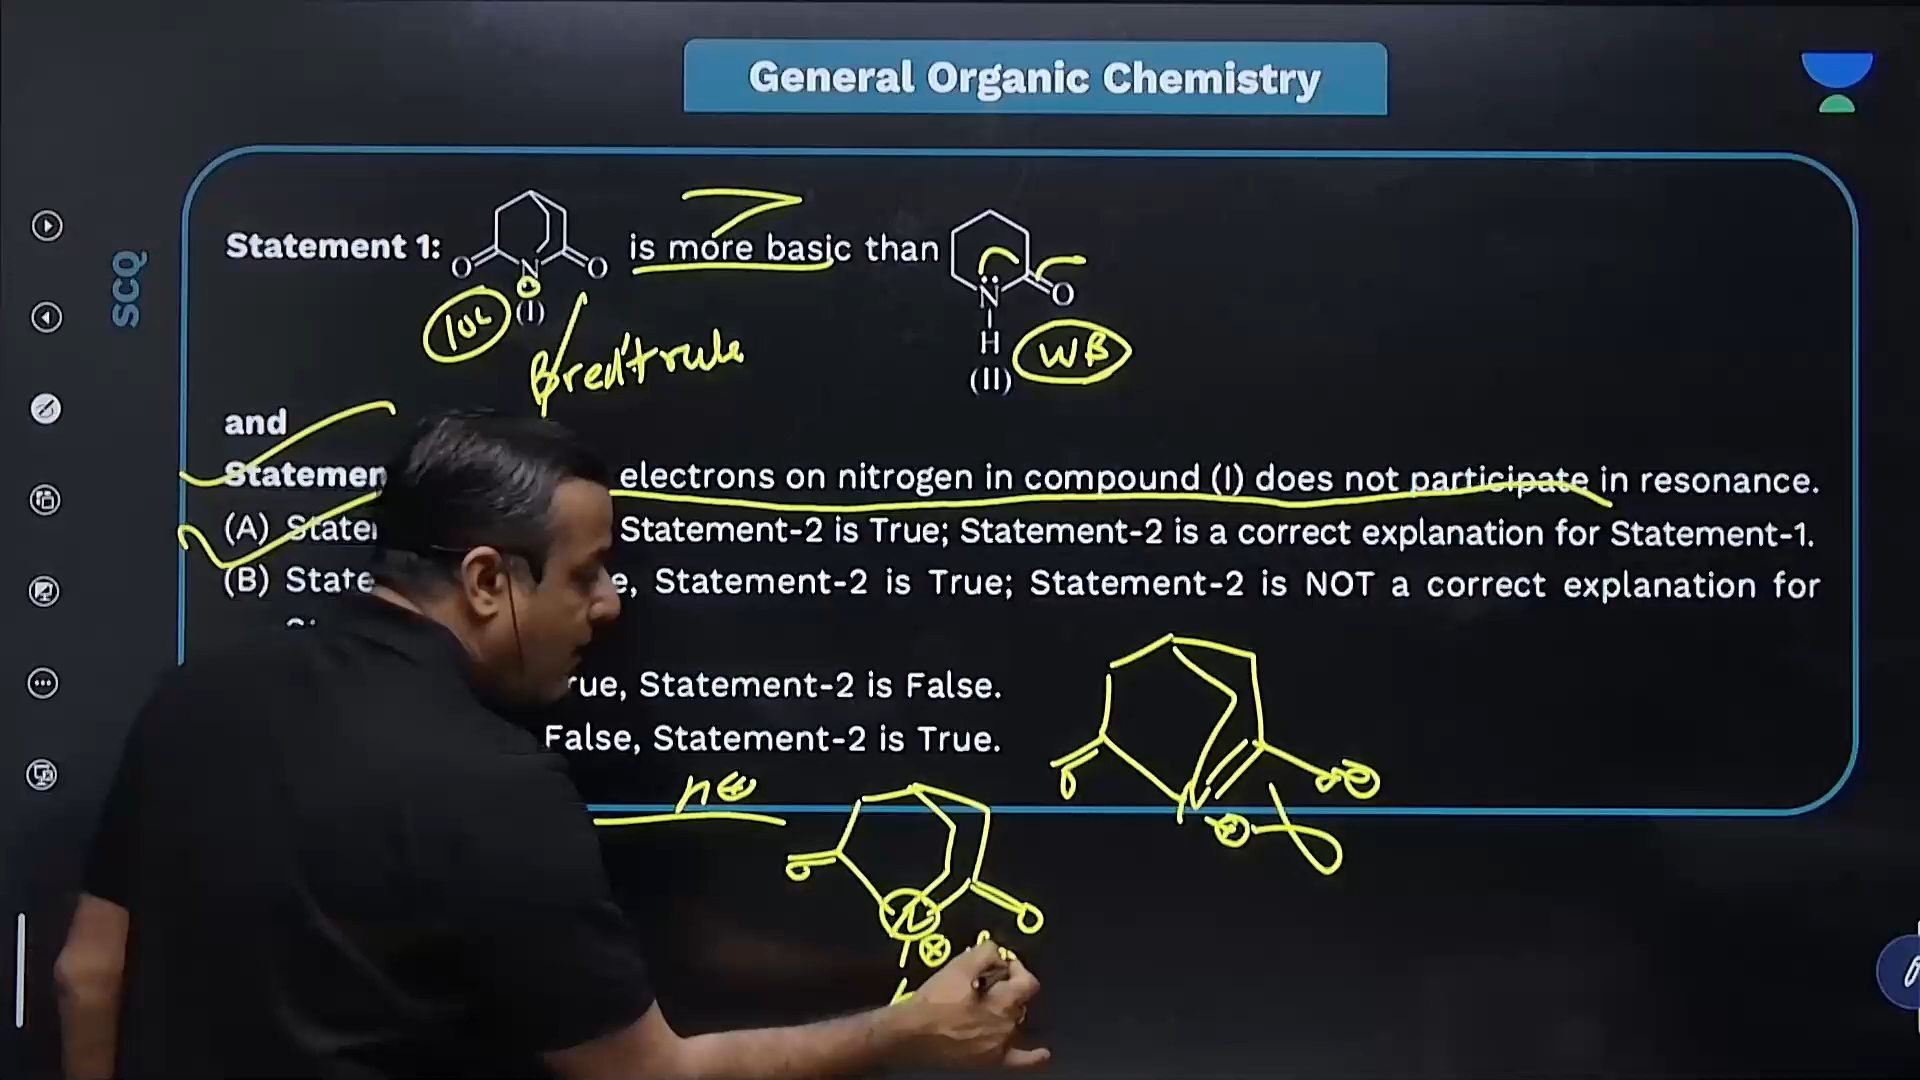 General Organic Chemistry
SCQ
Statement 1:
O
N
O
(I)
is more basic than
N
H
O
(II)
Bred't rule
WB
and
Statemen electrons on nitrogen in compound (I) does not participate in resonance.
(A) State Statement-2 is True; Statement-2 is a correct explanation for Statement-1.
(B) State e, Statement-2 is True; Statement-2 is NOT a correct explanation for
rue, Statement-2 is False.
False, Statement-2 is True.
H⊕